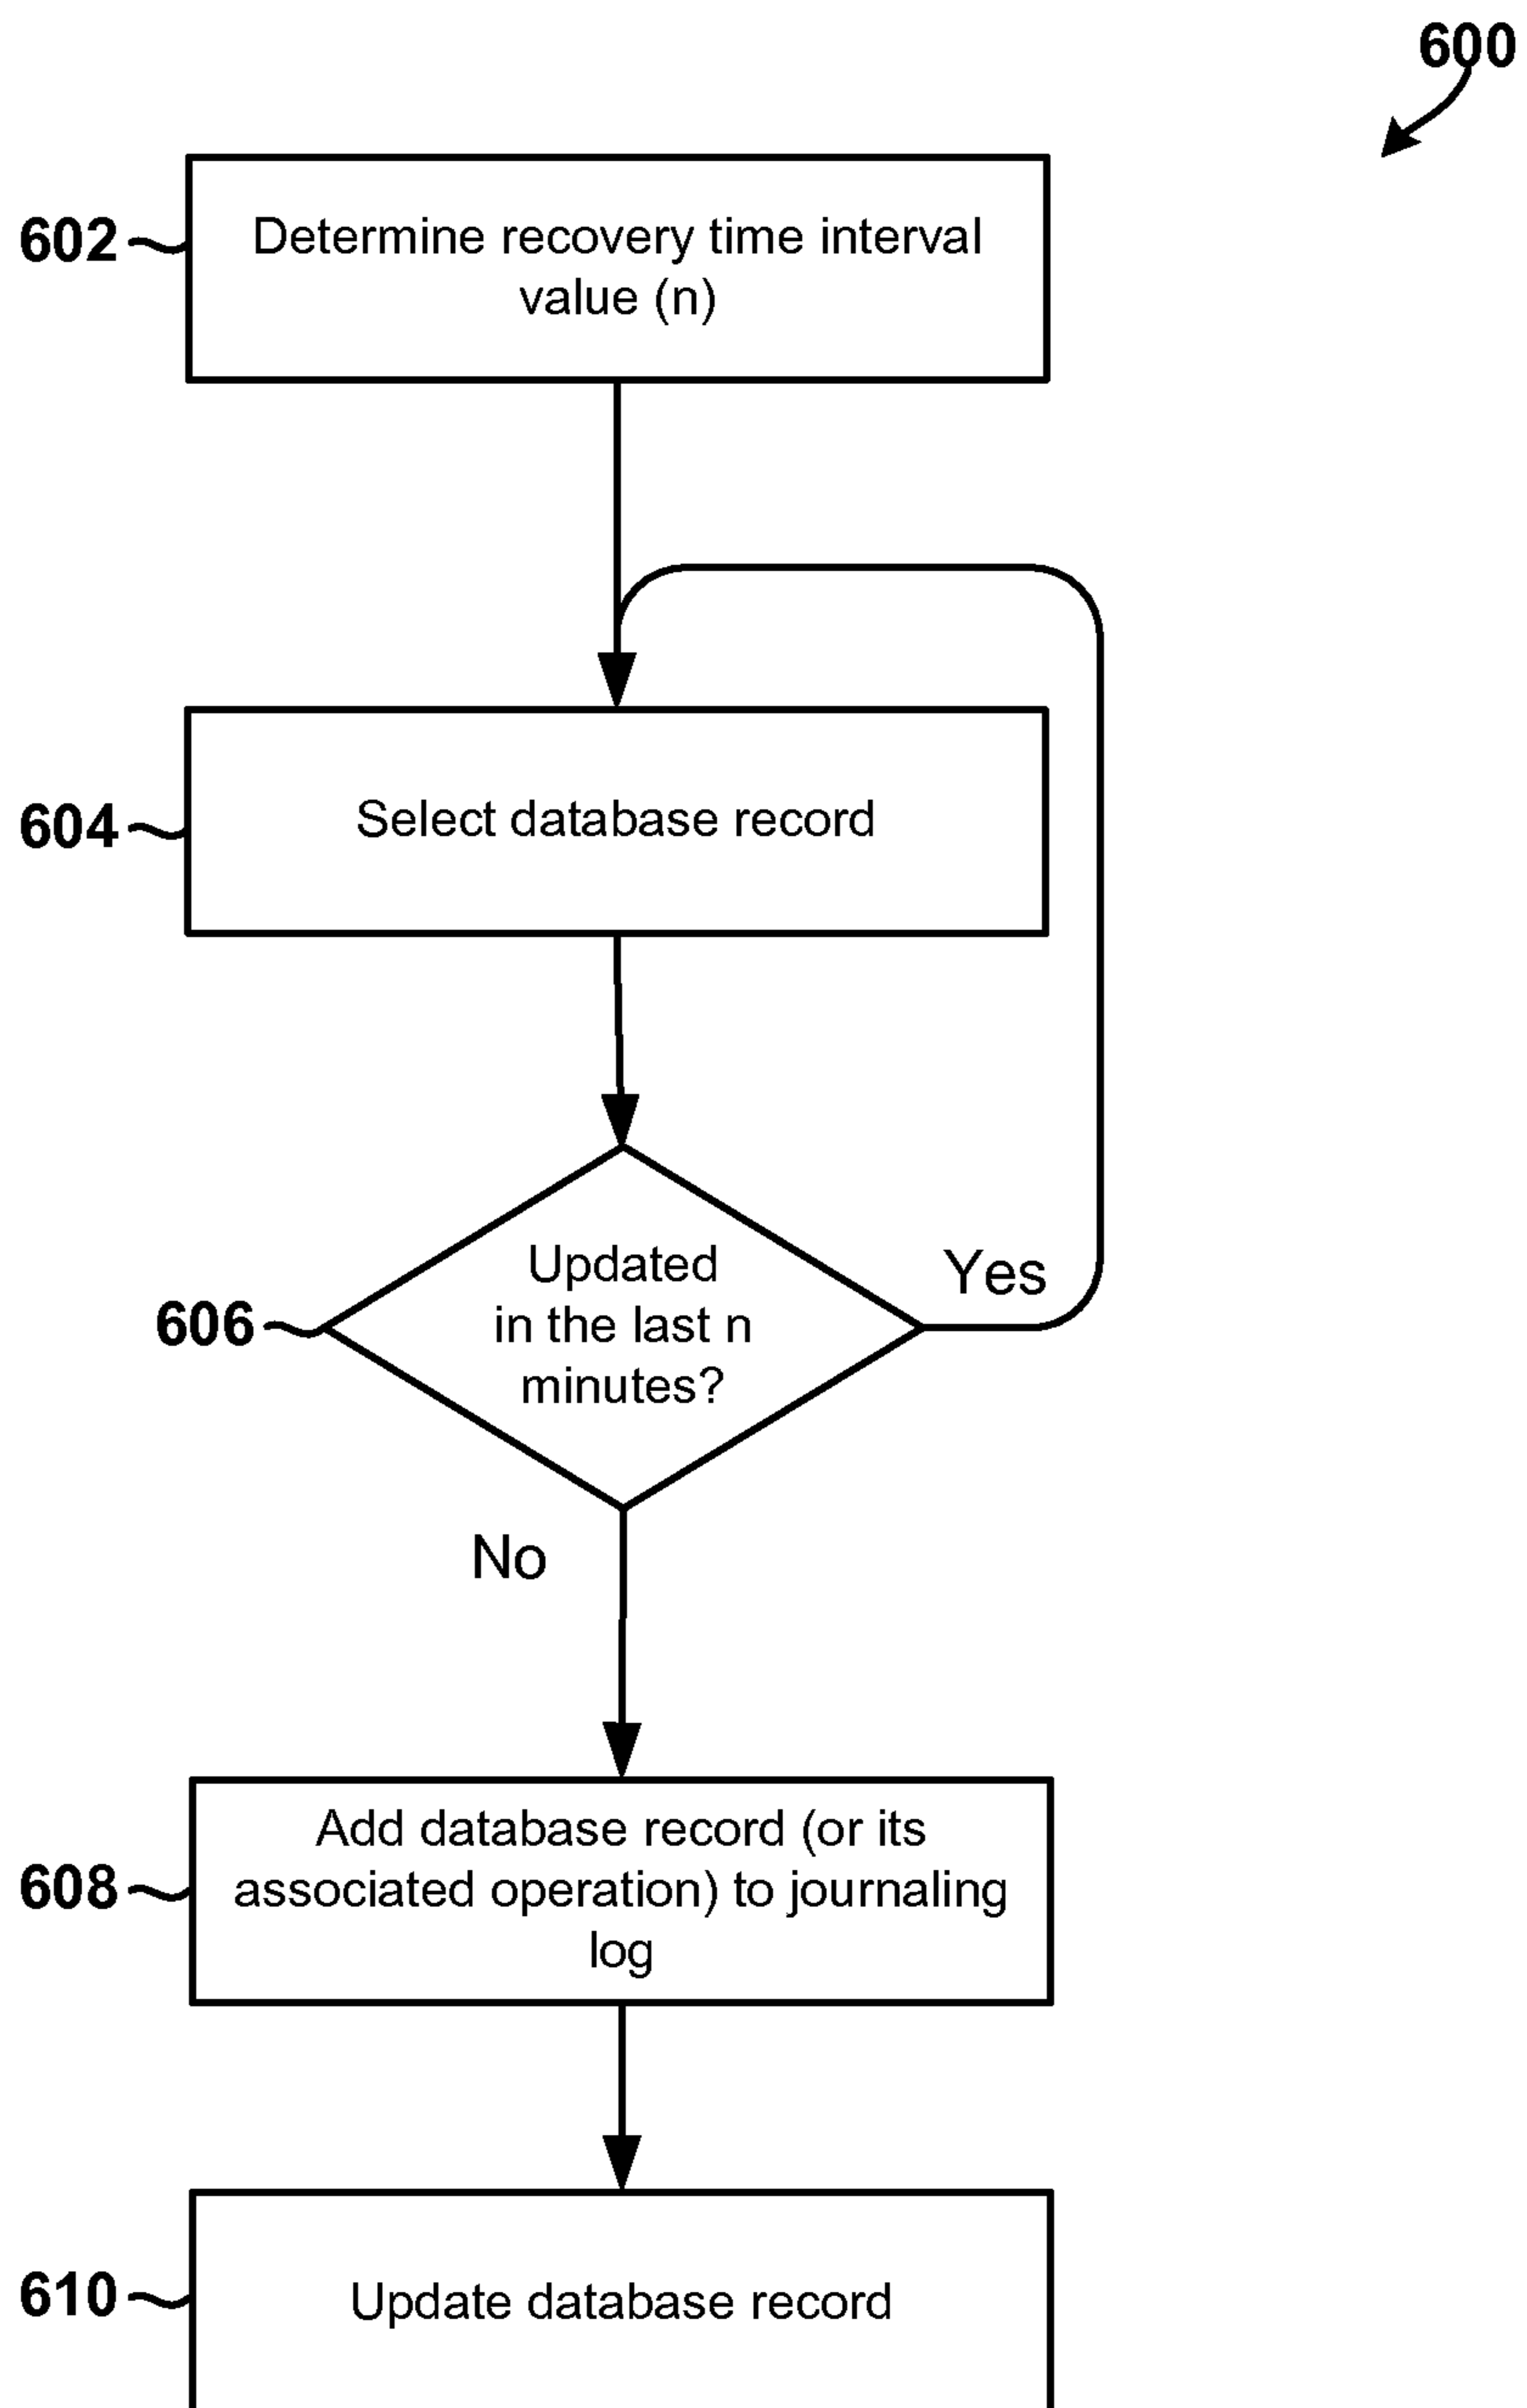 600
602
Determine recovery time interval
value (n)
604
Select database record
606
Updated
in the last n
minutes?
Yes
No
608
Add database record (or its
associated operation) to journaling
log
610
Update database record